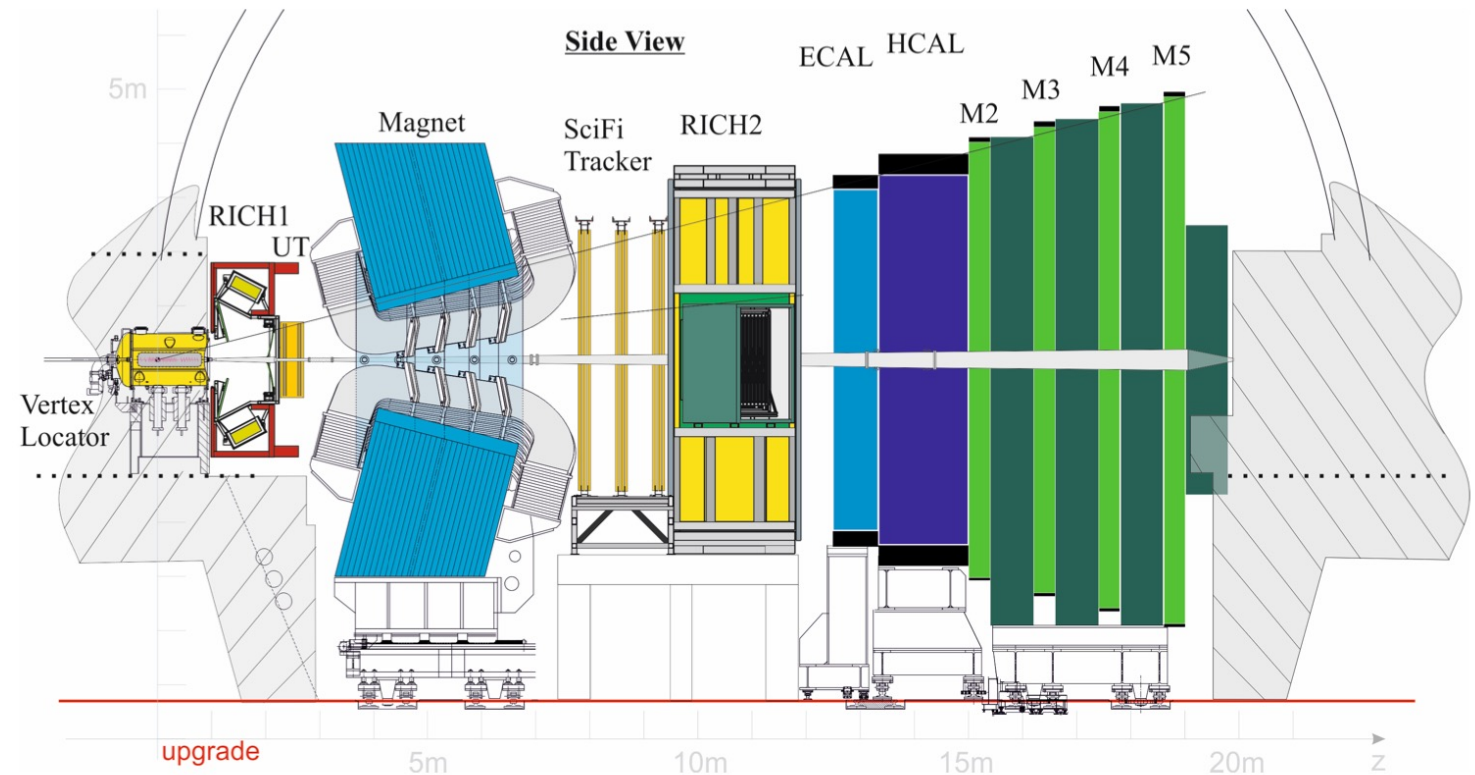 Side View
ECAL
HCAL
M4
M5
5m
M3
M2
Magnet
SciFi
Tracker
RICH2
RICH1
UT
Vertex
Locator
upgrade
5m
10m
15m
20m
z